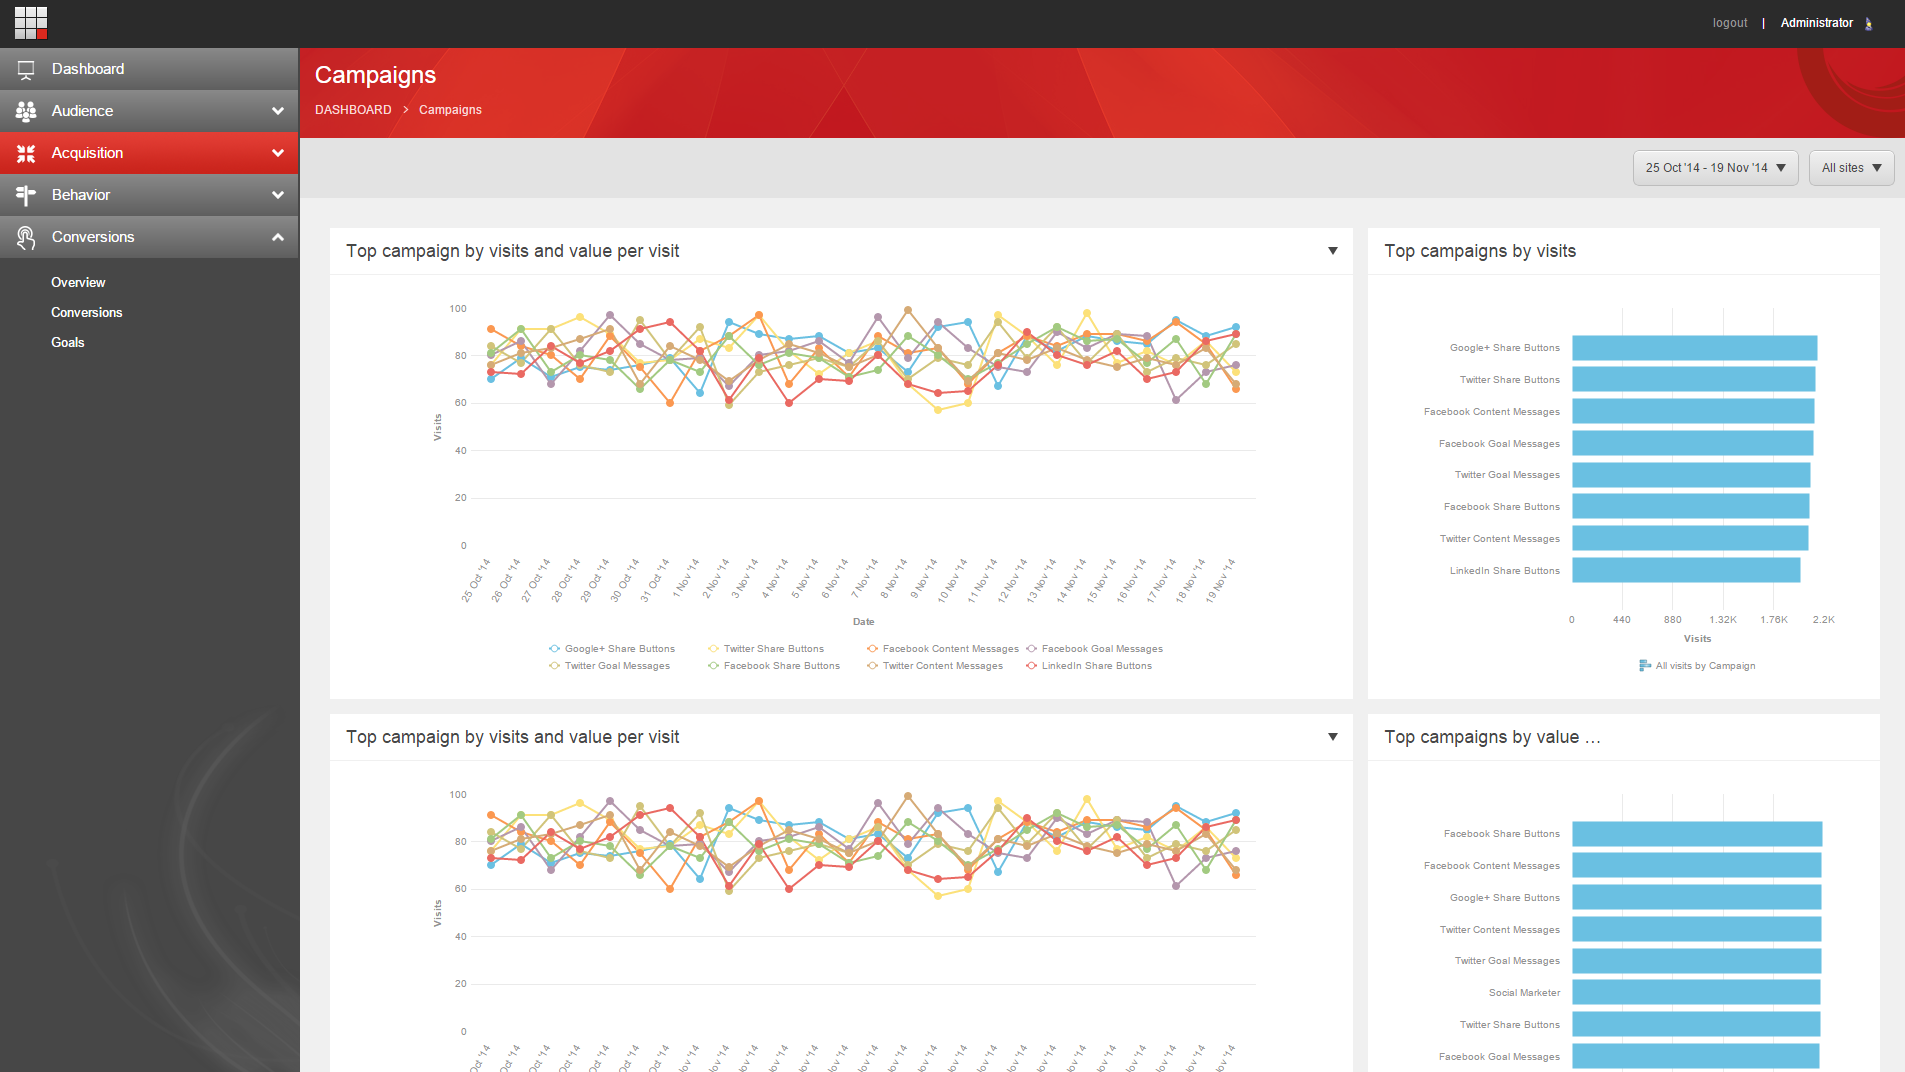 logout | Administrator
Dashboard
Audience
Acquisition
Behavior
Conversions
Overview
Conversions
Goals
Campaigns
DASHBOARD > Campaigns
25 Oct '14 - 19 Nov '14
All sites
Top campaign by visits and value per visit
100
80
60
40
20
0
Visits
25 Oct '14
26 Oct '14
27 Oct '14
28 Oct '14
29 Oct '14
30 Oct '14
31 Oct '14
1 Nov '14
2 Nov '14
3 Nov '14
4 Nov '14
5 Nov '14
6 Nov '14
7 Nov '14
8 Nov '14
9 Nov '14
10 Nov '14
11 Nov '14
12 Nov '14
13 Nov '14
14 Nov '14
15 Nov '14
16 Nov '14
17 Nov '14
18 Nov '14
19 Nov '14
Date
Google+ Share Buttons Twitter Share Buttons Facebook Content Messages Facebook Goal Messages
Twitter Goal Messages Facebook Share Buttons Twitter Content Messages LinkedIn Share Buttons
Top campaigns by visits
Google+ Share Buttons
Twitter Share Buttons
Facebook Content Messages
Facebook Goal Messages
Twitter Goal Messages
Facebook Share Buttons
Twitter Content Messages
LinkedIn Share Buttons
0 440 880 1.32K 1.76K 2.2K
Visits
All visits by Campaign
Top campaign by visits and value per visit
100
80
60
40
20
0
Visits
Top campaigns by value ...
Facebook Share Buttons
Facebook Content Messages
Google+ Share Buttons
Twitter Content Messages
Twitter Goal Messages
Social Marketer
Twitter Share Buttons
Facebook Goal Messages